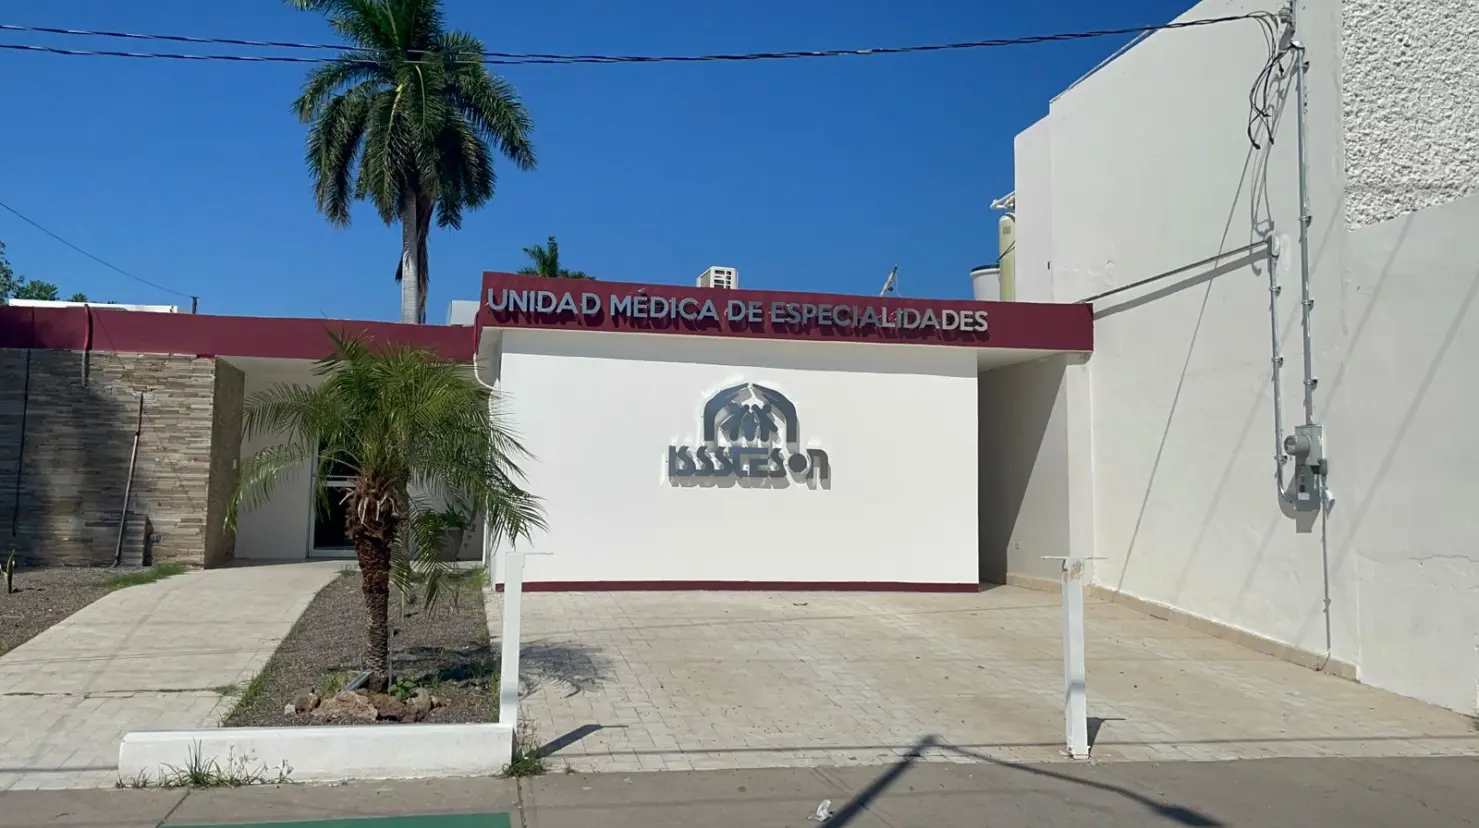 UNIDAD MÉDICA DE ESPECIALIDADES
ISSSTESON